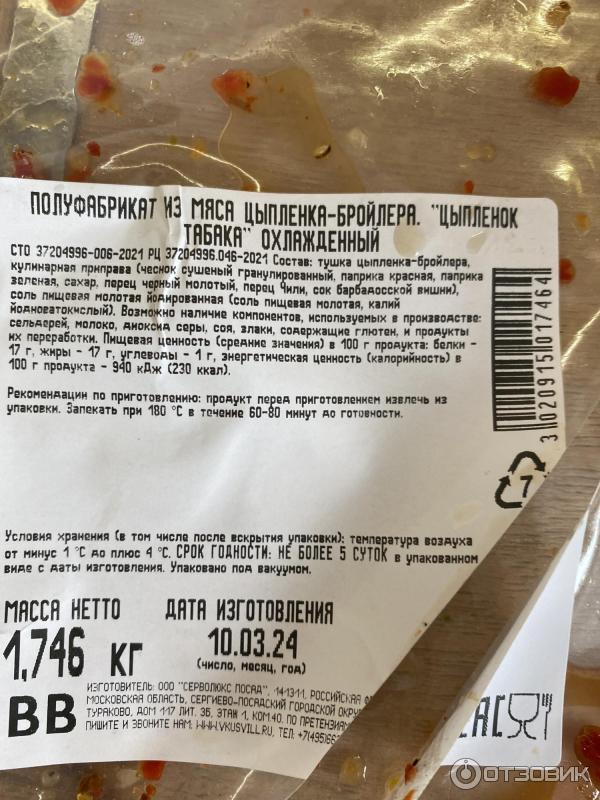 ПОЛУФАБРИКАТ ИЗ МЯСА ЦЫПЛЕНКА-БРОЙЛЕРА. "ЦЫПЛЕНОК
ТАБАКА" ОХЛАЖДЕННЫЙ
СТО 37204996-006-2021 РЦ 37204996.046-2021 Состав: тушка цыпленка-бройлера,
кулинарная приправа (чеснок сушеный гранулированный, паприка красная, паприка
зеленая, сахар, перец черный молотый, перец Чили, сок барбадосской вишни),
соль пищевая молотая йодированная (соль пищевая молотая, калий
йодноватокислый). Возможно наличие компонентов, используемых в производстве:
сельдерей, молоко, диоксид серы, соя, злаки, содержащие глютен, и продукты
их переработки. Пищевая ценность (средние значения) в 100 г продукта: белки -
17 г, жиры - 17 г, углеводы - 1 г, энергетическая ценность (калорийность) в
100 г продукта - 940 кДж (230 ккал).
Рекомендации по приготовлению: продукт перед приготовлением извлечь из
упаковки. Запекать при 180 °С в течение 60-80 минут до готовности.
3020915017464
7
Условия хранения (в том числе после вскрытия упаковки): температура воздуха
от минус 1 °С до плюс 4 °С. СРОК ГОДНОСТИ: НЕ БОЛЕЕ 5 СУТОК в упакованном
виде с даты изготовления. Упаковано под вакуумом.
МАССА НЕТТО ДАТА ИЗГОТОВЛЕНИЯ
1,746 КГ 10.03.24
(число, месяц, год)
ВВ
ИЗГОТОВИТЕЛЬ: ООО "СЕРВОЛЮКС ПОСАД", 141311, РОССИЙСКАЯ
МОСКОВСКАЯ ОБЛАСТЬ, СЕРГИЕВО-ПОСАДСКИЙ ГОРОДСКОЙ
ТУРАКОВО, ДОМ 117 ЛИТ. 3Б, ЭТАЖ 1, КОМ.40. ПО ПРЕТЕНЗИЯМ
ПИШИТЕ И ЗВОНИТЕ НАМ: WWW.VKUSVILL.RU, ТЕЛ:
EAC
ОТЗОВИК